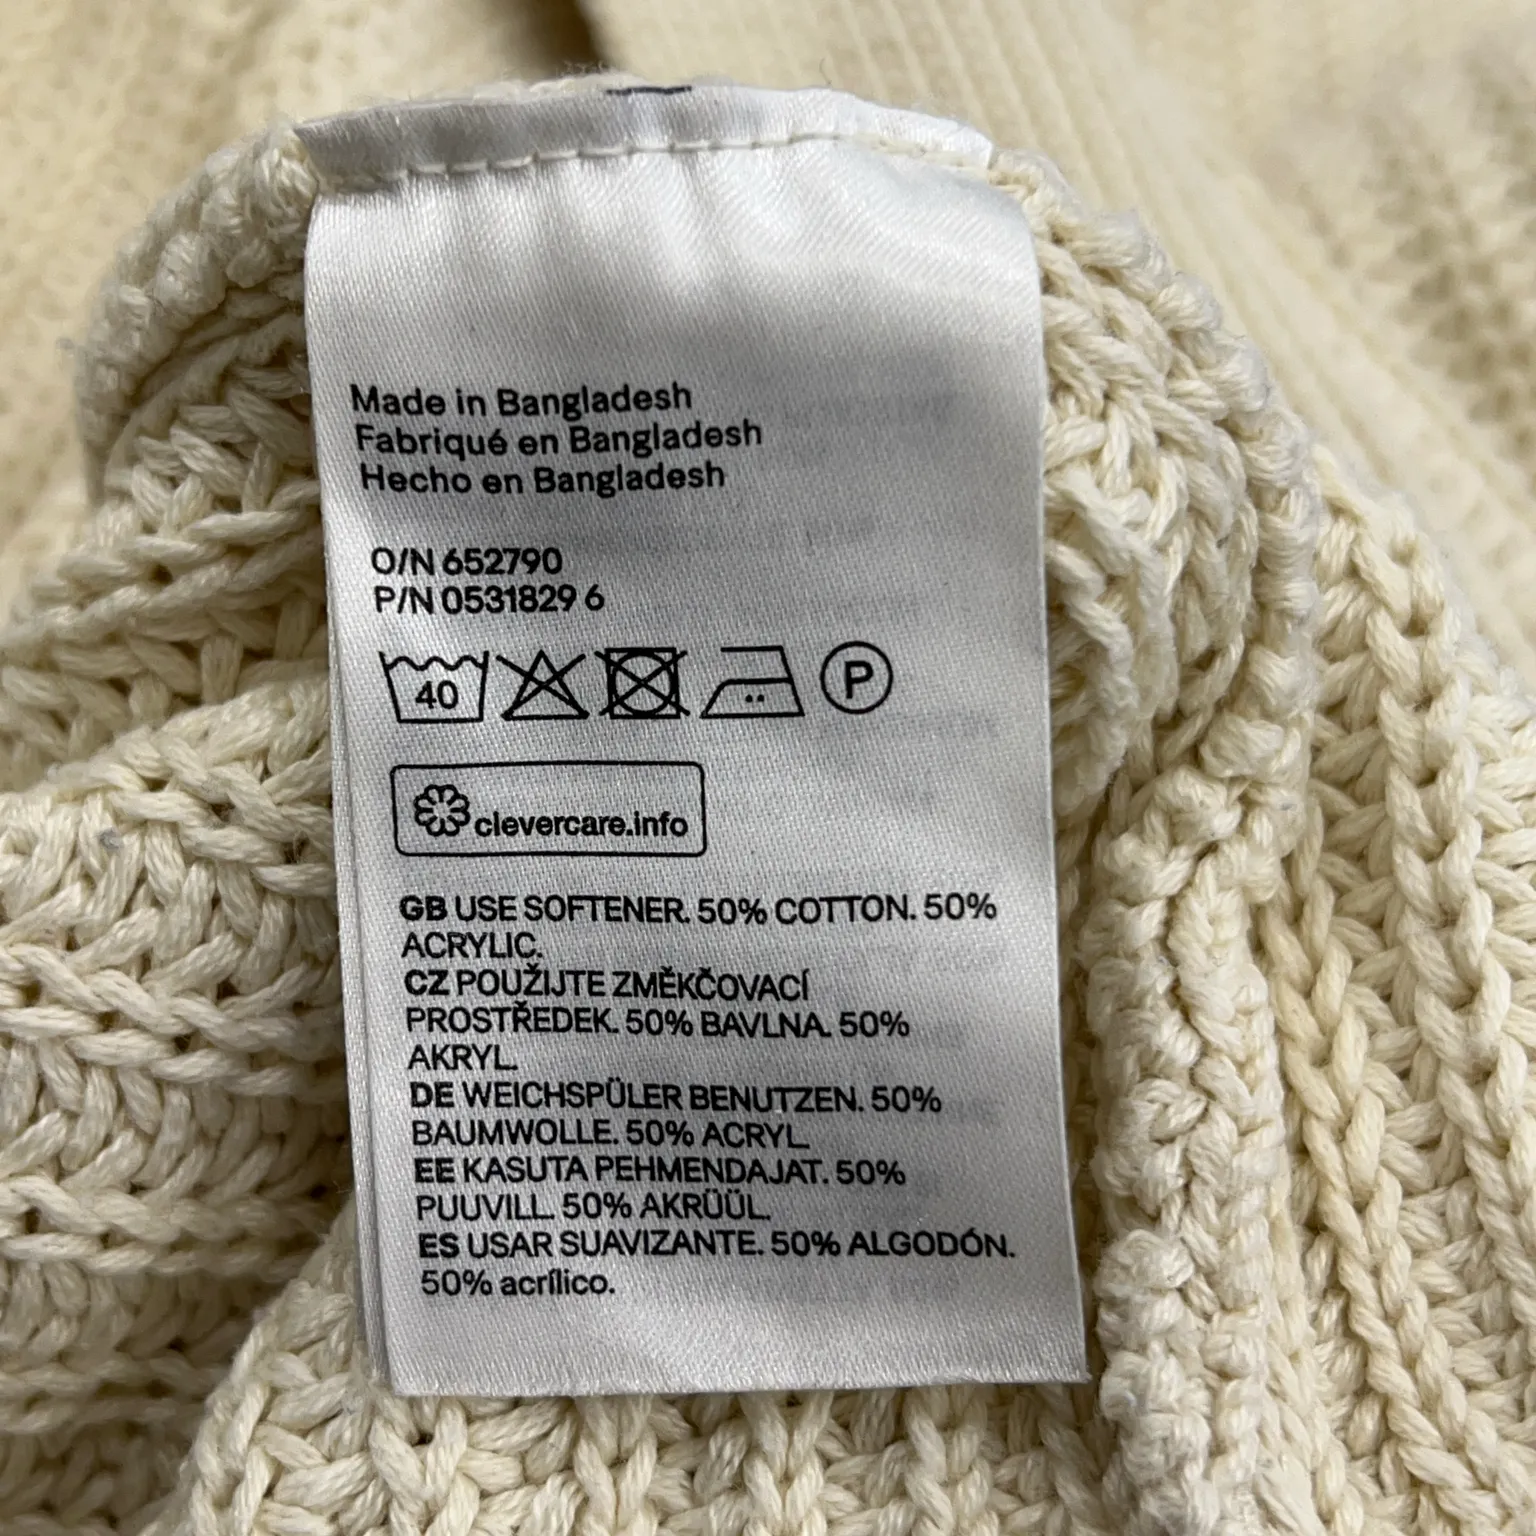 Made in Bangladesh
Fabriqué en Bangladesh
Hecho en Bangladesh
O/N 652790
P/N 0531829 6
40
P
clevercare.info
GB USE SOFTENER. 50% COTTON. 50%
ACRYLIC.
CZ POUŽIJTE ZMĚKČOVACÍ
PROSTŘEDEK. 50% BAVLNA. 50%
AKRYL.
DE WEICHSPÜLER BENUTZEN. 50%
BAUMWOLLE. 50% ACRYL.
EE KASUTA PEHMENDAJAT. 50%
PUUVILL. 50% AKRÜÜL.
ES USAR SUAVIZANTE. 50% ALGODÓN.
50% acrílico.